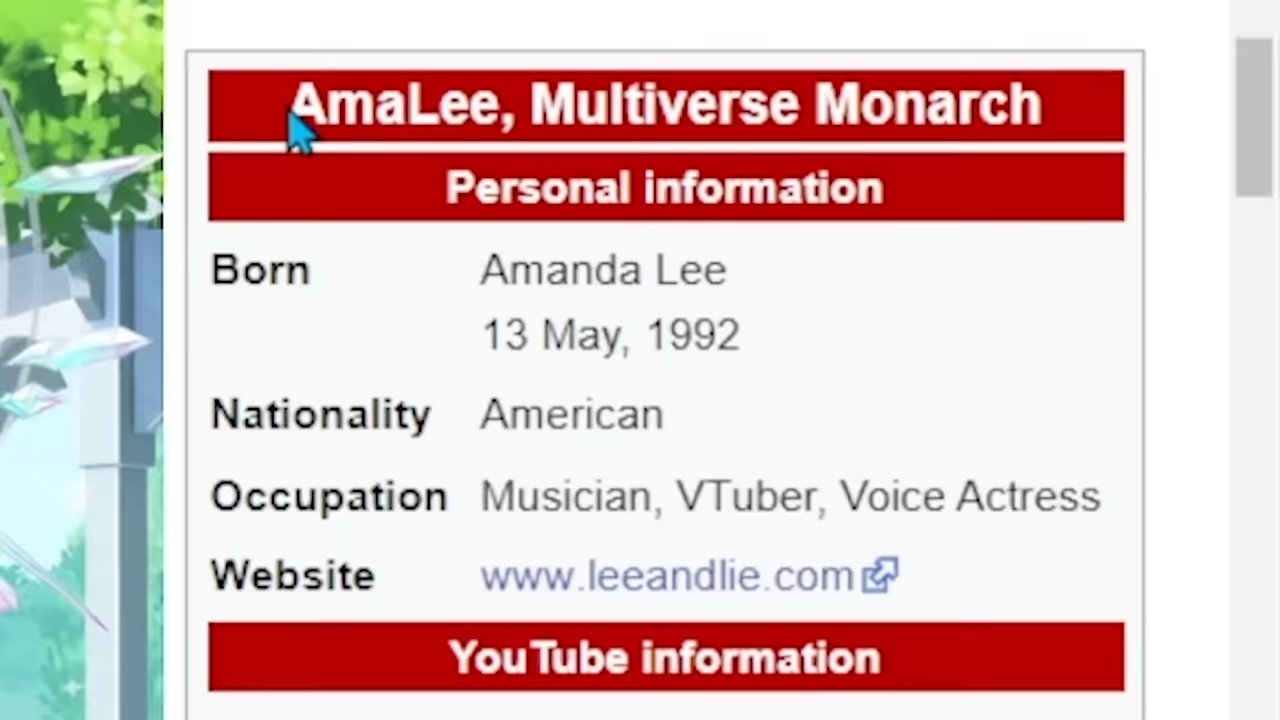 AmaLee, Multiverse Monarch
Personal information
Born Amanda Lee
13 May, 1992
Nationality American
Occupation Musician, VTuber, Voice Actress
Website www.leeandlie.com
YouTube information